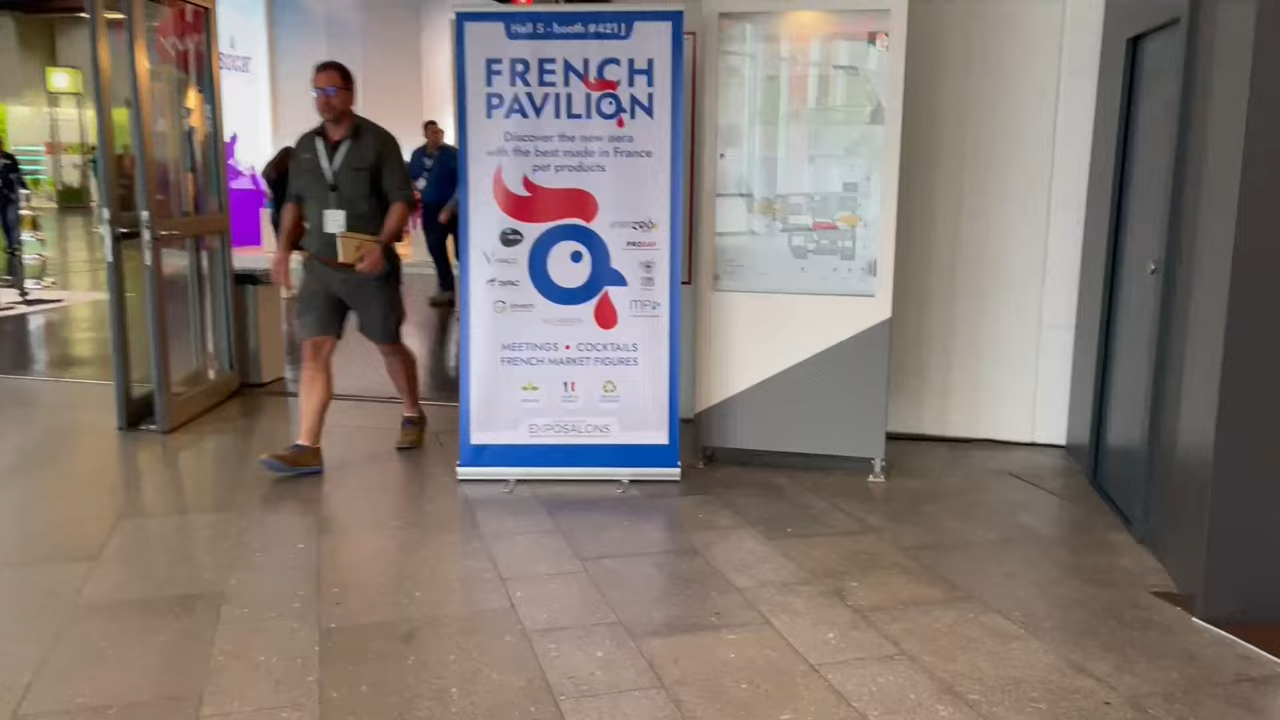 Hall 5 - booth #421 J
FRENCH
PAVILION
Discover the new aera
with the best made in France
pet products
MEETINGS • COCKTAILS
FRENCH MARKET FIGURES
EXPOSALONS